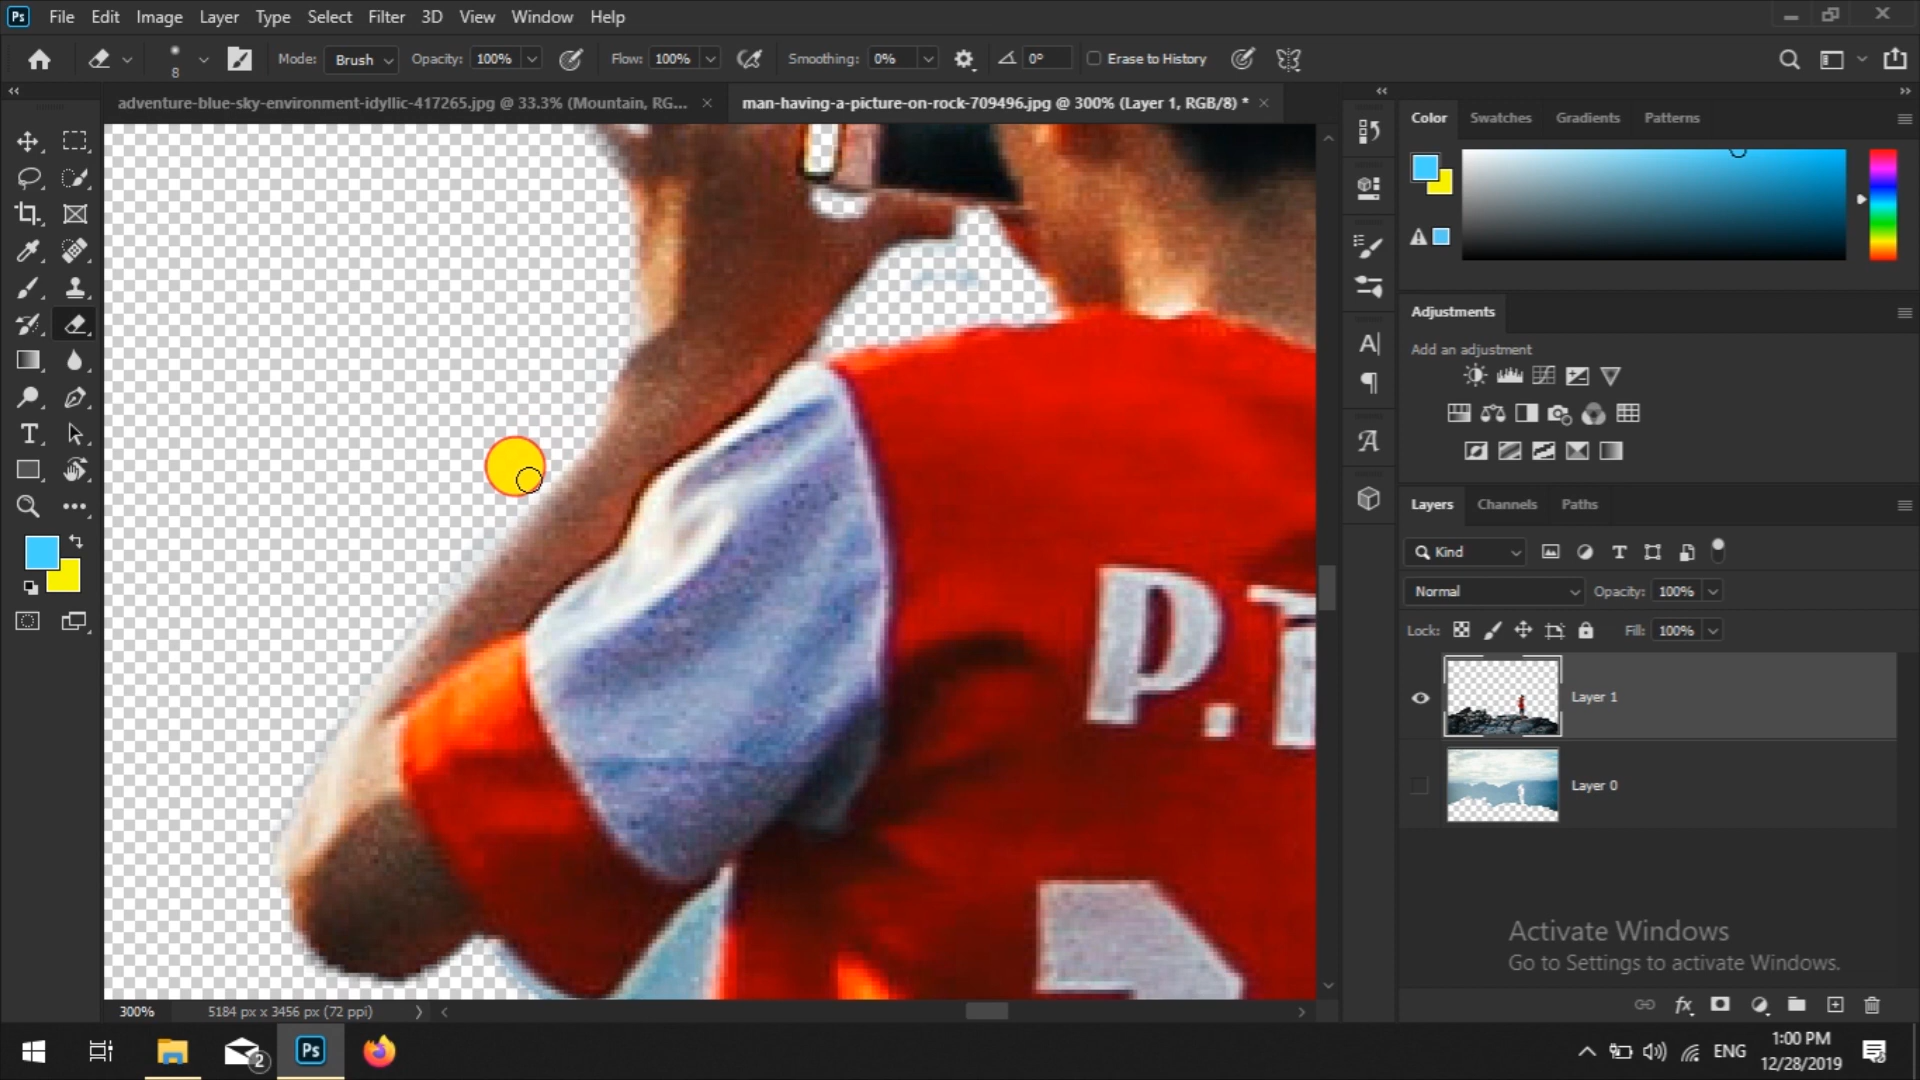 Ps File Edit Image Layer Type Select Filter 3D View Window Help
8 Mode: Brush Opacity: 100% Flow: 100% Smoothing: 0% 0° Erase to History
adventure-blue-sky-environment-idyllic-417265.jpg @ 33.3% (Mountain, RG... ×
man-having-a-picture-on-rock-709496.jpg @ 300% (Layer 1, RGB/8) * ×
Color Swatches Gradients Patterns
Adjustments
Add an adjustment
Layers Channels Paths
Kind
Normal Opacity: 100%
Lock: Fill: 100%
Layer 1
Layer 0
P.T
Activate Windows
Go to Settings to activate Windows.
300% 5184 px x 3456 px (72 ppi)
2 Ps ENG 1:00 PM
12/28/2019